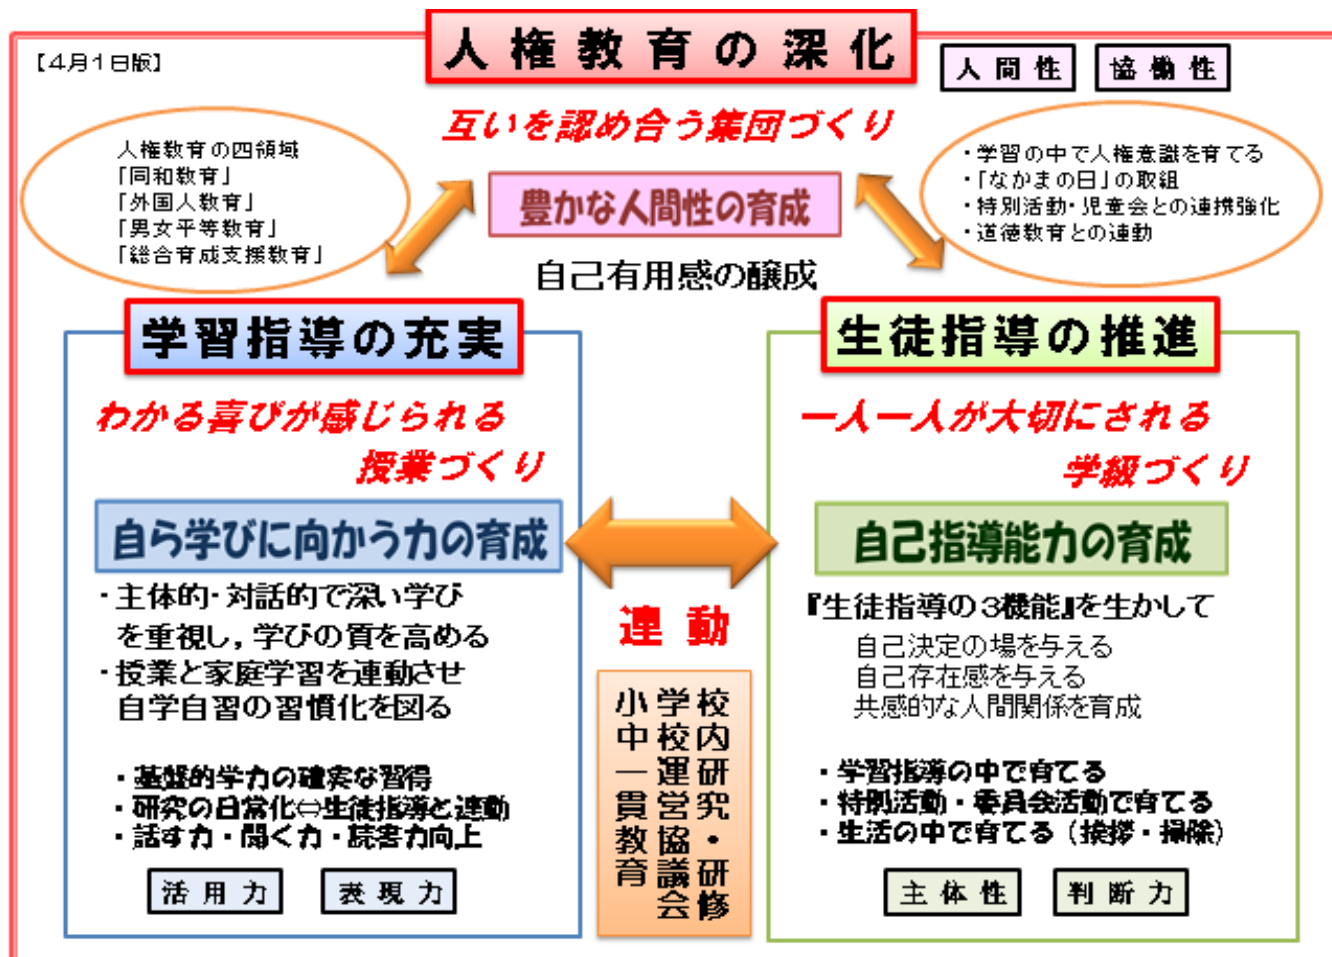 【4月1日版】
人権教育の深化
人間性
協働性
互いを認め合う集団づくり
豊かな人間性の育成
自己有用感の醸成
人権教育の四領域
「同和教育」
「外国人教育」
「男女平等教育」
「総合育成支援教育」
・学習の中で人権意識を育てる
・「なかまの日」の取組
・特別活動・児童会との連携強化
・道徳教育との連動
学習指導の充実
わかる喜びが感じられる
授業づくり
自ら学びに向かう力の育成
・主体的・対話的で深い学び
を重視し，学びの質を高める
・授業と家庭学習を連動させ
自学自習の習慣化を図る
・基盤的学力の確実な習得
・研究の日常化⇔生徒指導と連動
・話す力・聞く力・読書力向上
活用力
表現力
連動
校内研究・研修
学校運営協議会
小中一貫教育
生徒指導の推進
一人一人が大切にされる
学級づくり
自己指導能力の育成
『生徒指導の3機能』を生かして
自己決定の場を与える
自己存在感を与える
共感的な人間関係を育成
・学習指導の中で育てる
・特別活動・委員会活動で育てる
・生活の中で育てる（挨拶・掃除）
主体性
判断力